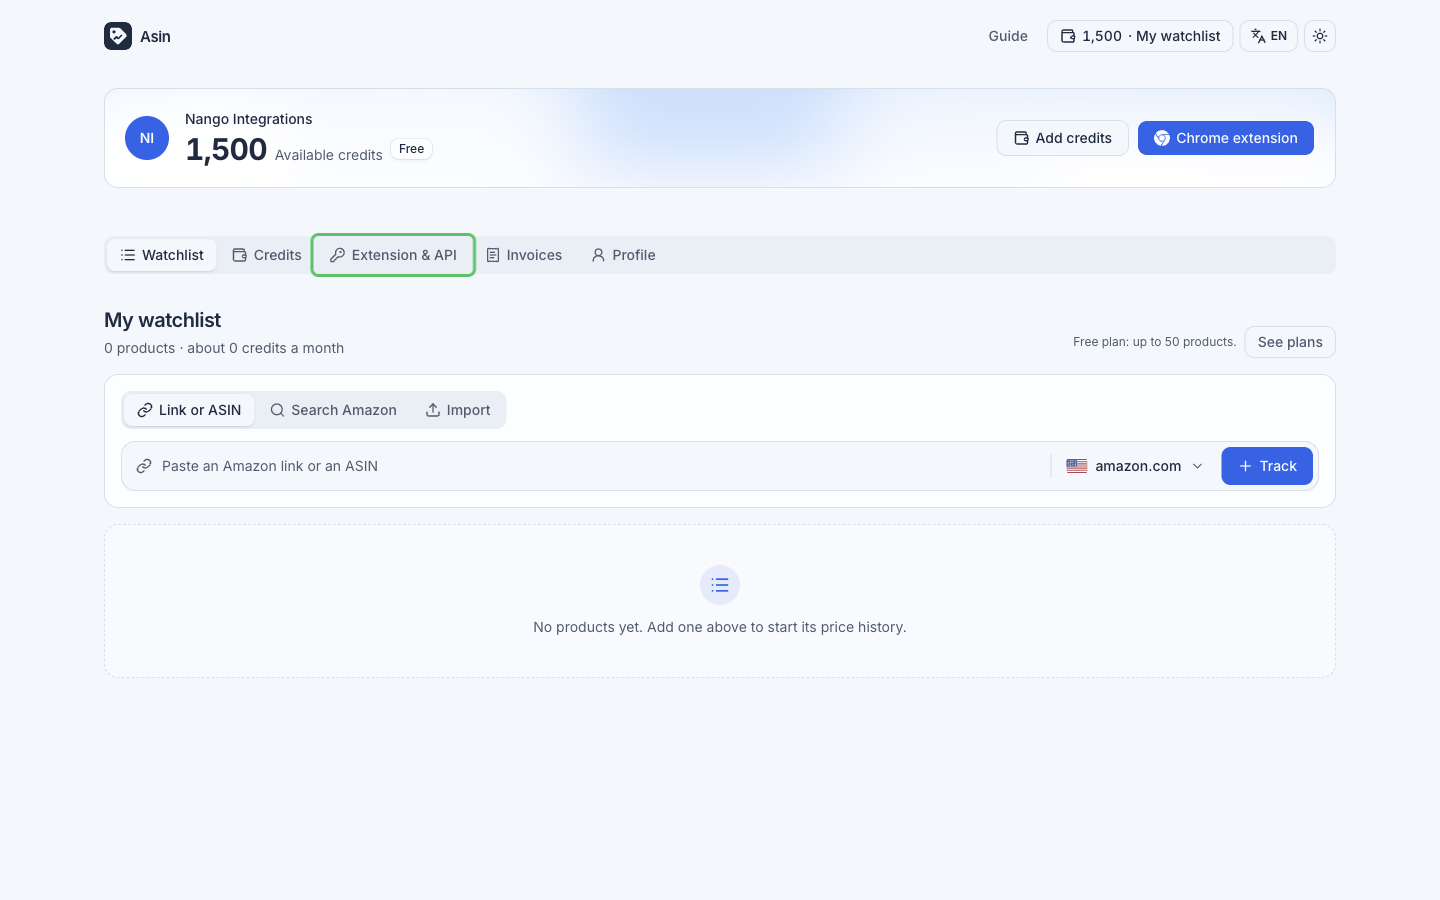 Asin
Guide
1,500 · My watchlist
EN
NI
Nango Integrations
1,500 Available credits Free
Add credits
Chrome extension
Watchlist
Credits
Extension & API
Invoices
Profile
My watchlist
0 products · about 0 credits a month
Free plan: up to 50 products.
See plans
Link or ASIN
Search Amazon
Import
Paste an Amazon link or an ASIN
amazon.com
Track
No products yet. Add one above to start its price history.